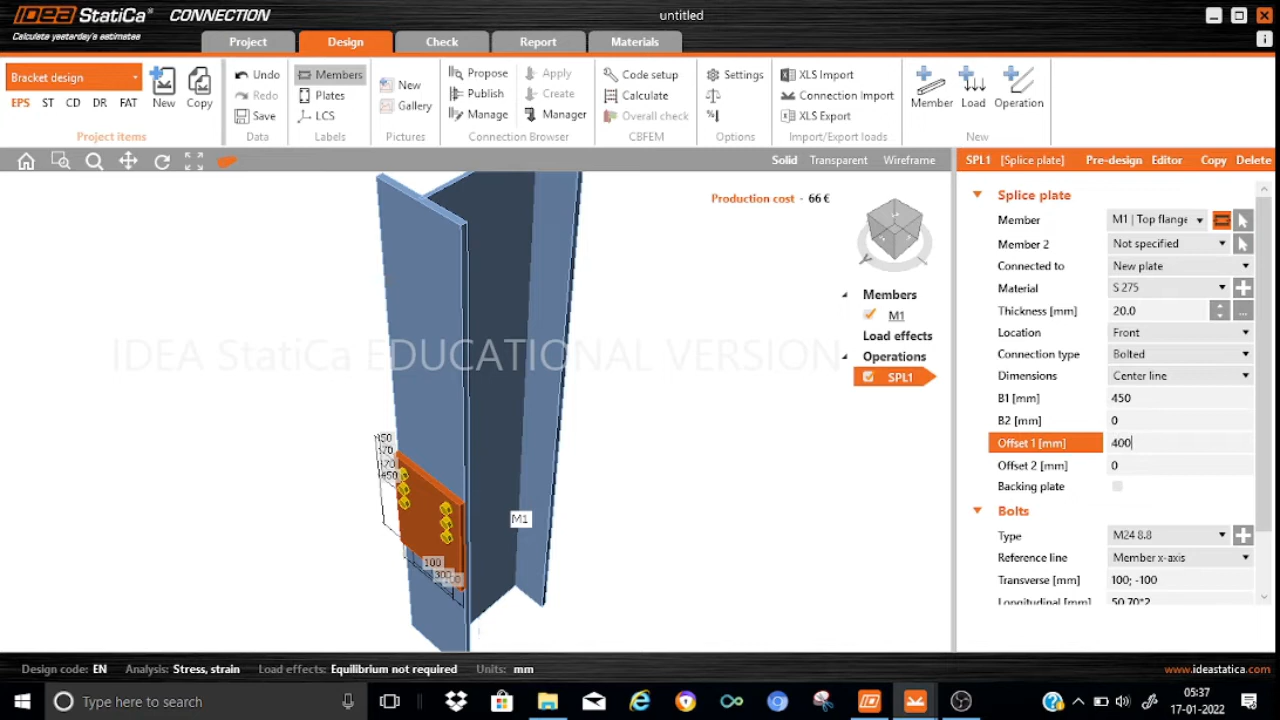 IDEA StatiCa® CONNECTION
Calculate yesterday's estimates
untitled
Project
Design
Check
Report
Materials
Bracket design
EPS ST CD DR FAT
New
Copy
Project items
Undo
Redo
Save
Data
Members
Plates
LCS
Labels
New
Gallery
Pictures
Propose
Publish
Manage
Apply
Create
Manager
Connection Browser
Code setup
Calculate
Overall check
CBFEM
Settings
Options
XLS Import
Connection Import
XLS Export
Import/Export loads
Member
Load
Operation
New
Solid Transparent Wireframe
SPL1 [Splice plate] Pre-design Editor Copy Delete
Production cost - 66 €
Members
M1
Load effects
Operations
SPL1
IDEA StatiCa EDUCATIONAL VERSION
M1
450
100
300
Splice plate
Member M1 | Top flange
Member 2 Not specified
Connected to New plate
Material S 275
Thickness [mm] 20.0
Location Front
Connection type Bolted
Dimensions Center line
B1 [mm] 450
B2 [mm] 0
Offset 1 [mm] 400
Offset 2 [mm] 0
Backing plate
Bolts
Type M24 8.8
Reference line Member x-axis
Transverse [mm] 100; -100
Longitudinal [mm] 50 70*2
Design code: EN Analysis: Stress, strain Load effects: Equilibrium not required Units: mm
www.ideastatica.com
Type here to search
05:37
17-01-2022